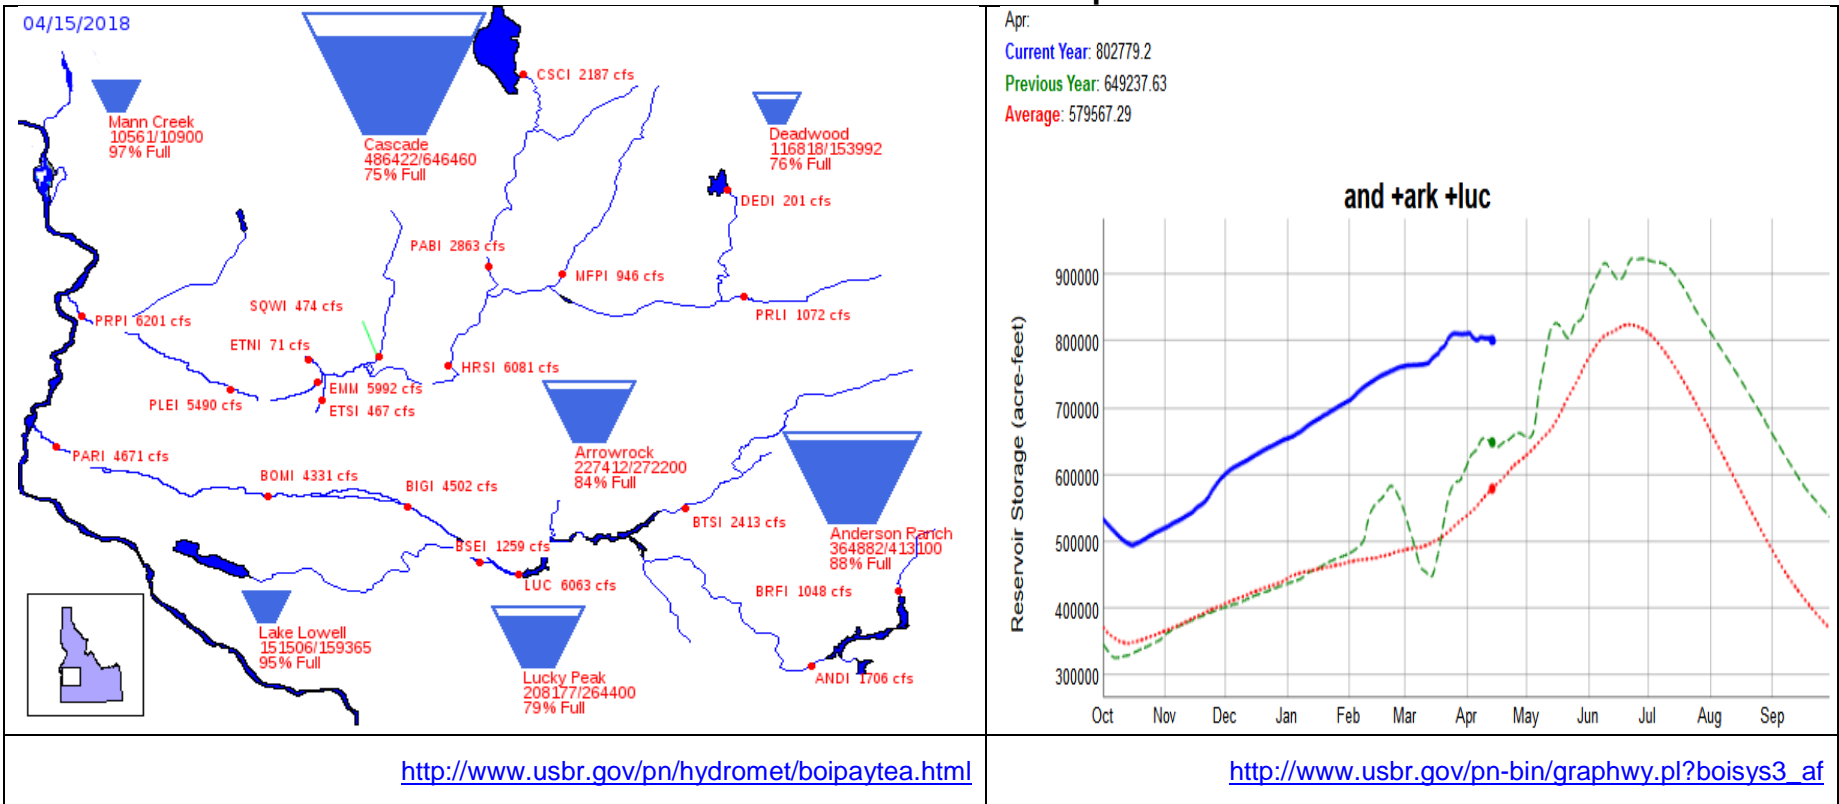 04/15/2018
CSCI 2187 cfs
Mann Creek
10561/10900
97% Full
Cascade
486422/646460
75% Full
Deadwood
116818/153992
76% Full
DEDI 201 cfs
PABI 2863 cfs
MFPI 946 cfs
SQWI 474 cfs
PRPI 6201 cfs
PRLI 1072 cfs
ETNI 71 cfs
HRSI 6081 cfs
EMM 5992 cfs
PLEI 5490 cfs
ETSI 467 cfs
Arrowrock
227412/272200
84% Full
PARI 4671 cfs
BOMI 4331 cfs
BIGI 4502 cfs
BTSI 2413 cfs
Anderson Ranch
364882/413100
88% Full
BSEI 1259 cfs
LUC 6063 cfs
BRFI 1048 cfs
Lake Lowell
151506/159365
95% Full
Lucky Peak
208177/264400
79% Full
ANDI 1706 cfs
http://www.usbr.gov/pn/hydromet/boipaytea.html
Apr:
Current Year: 802779.2
Previous Year: 649237.63
Average: 579567.29
and +ark +luc
Reservoir Storage (acre-feet)
900000
800000
700000
600000
500000
400000
300000
Oct Nov Dec Jan Feb Mar Apr May Jun Jul Aug Sep
http://www.usbr.gov/pn-bin/graphwy.pl?boisys3_af